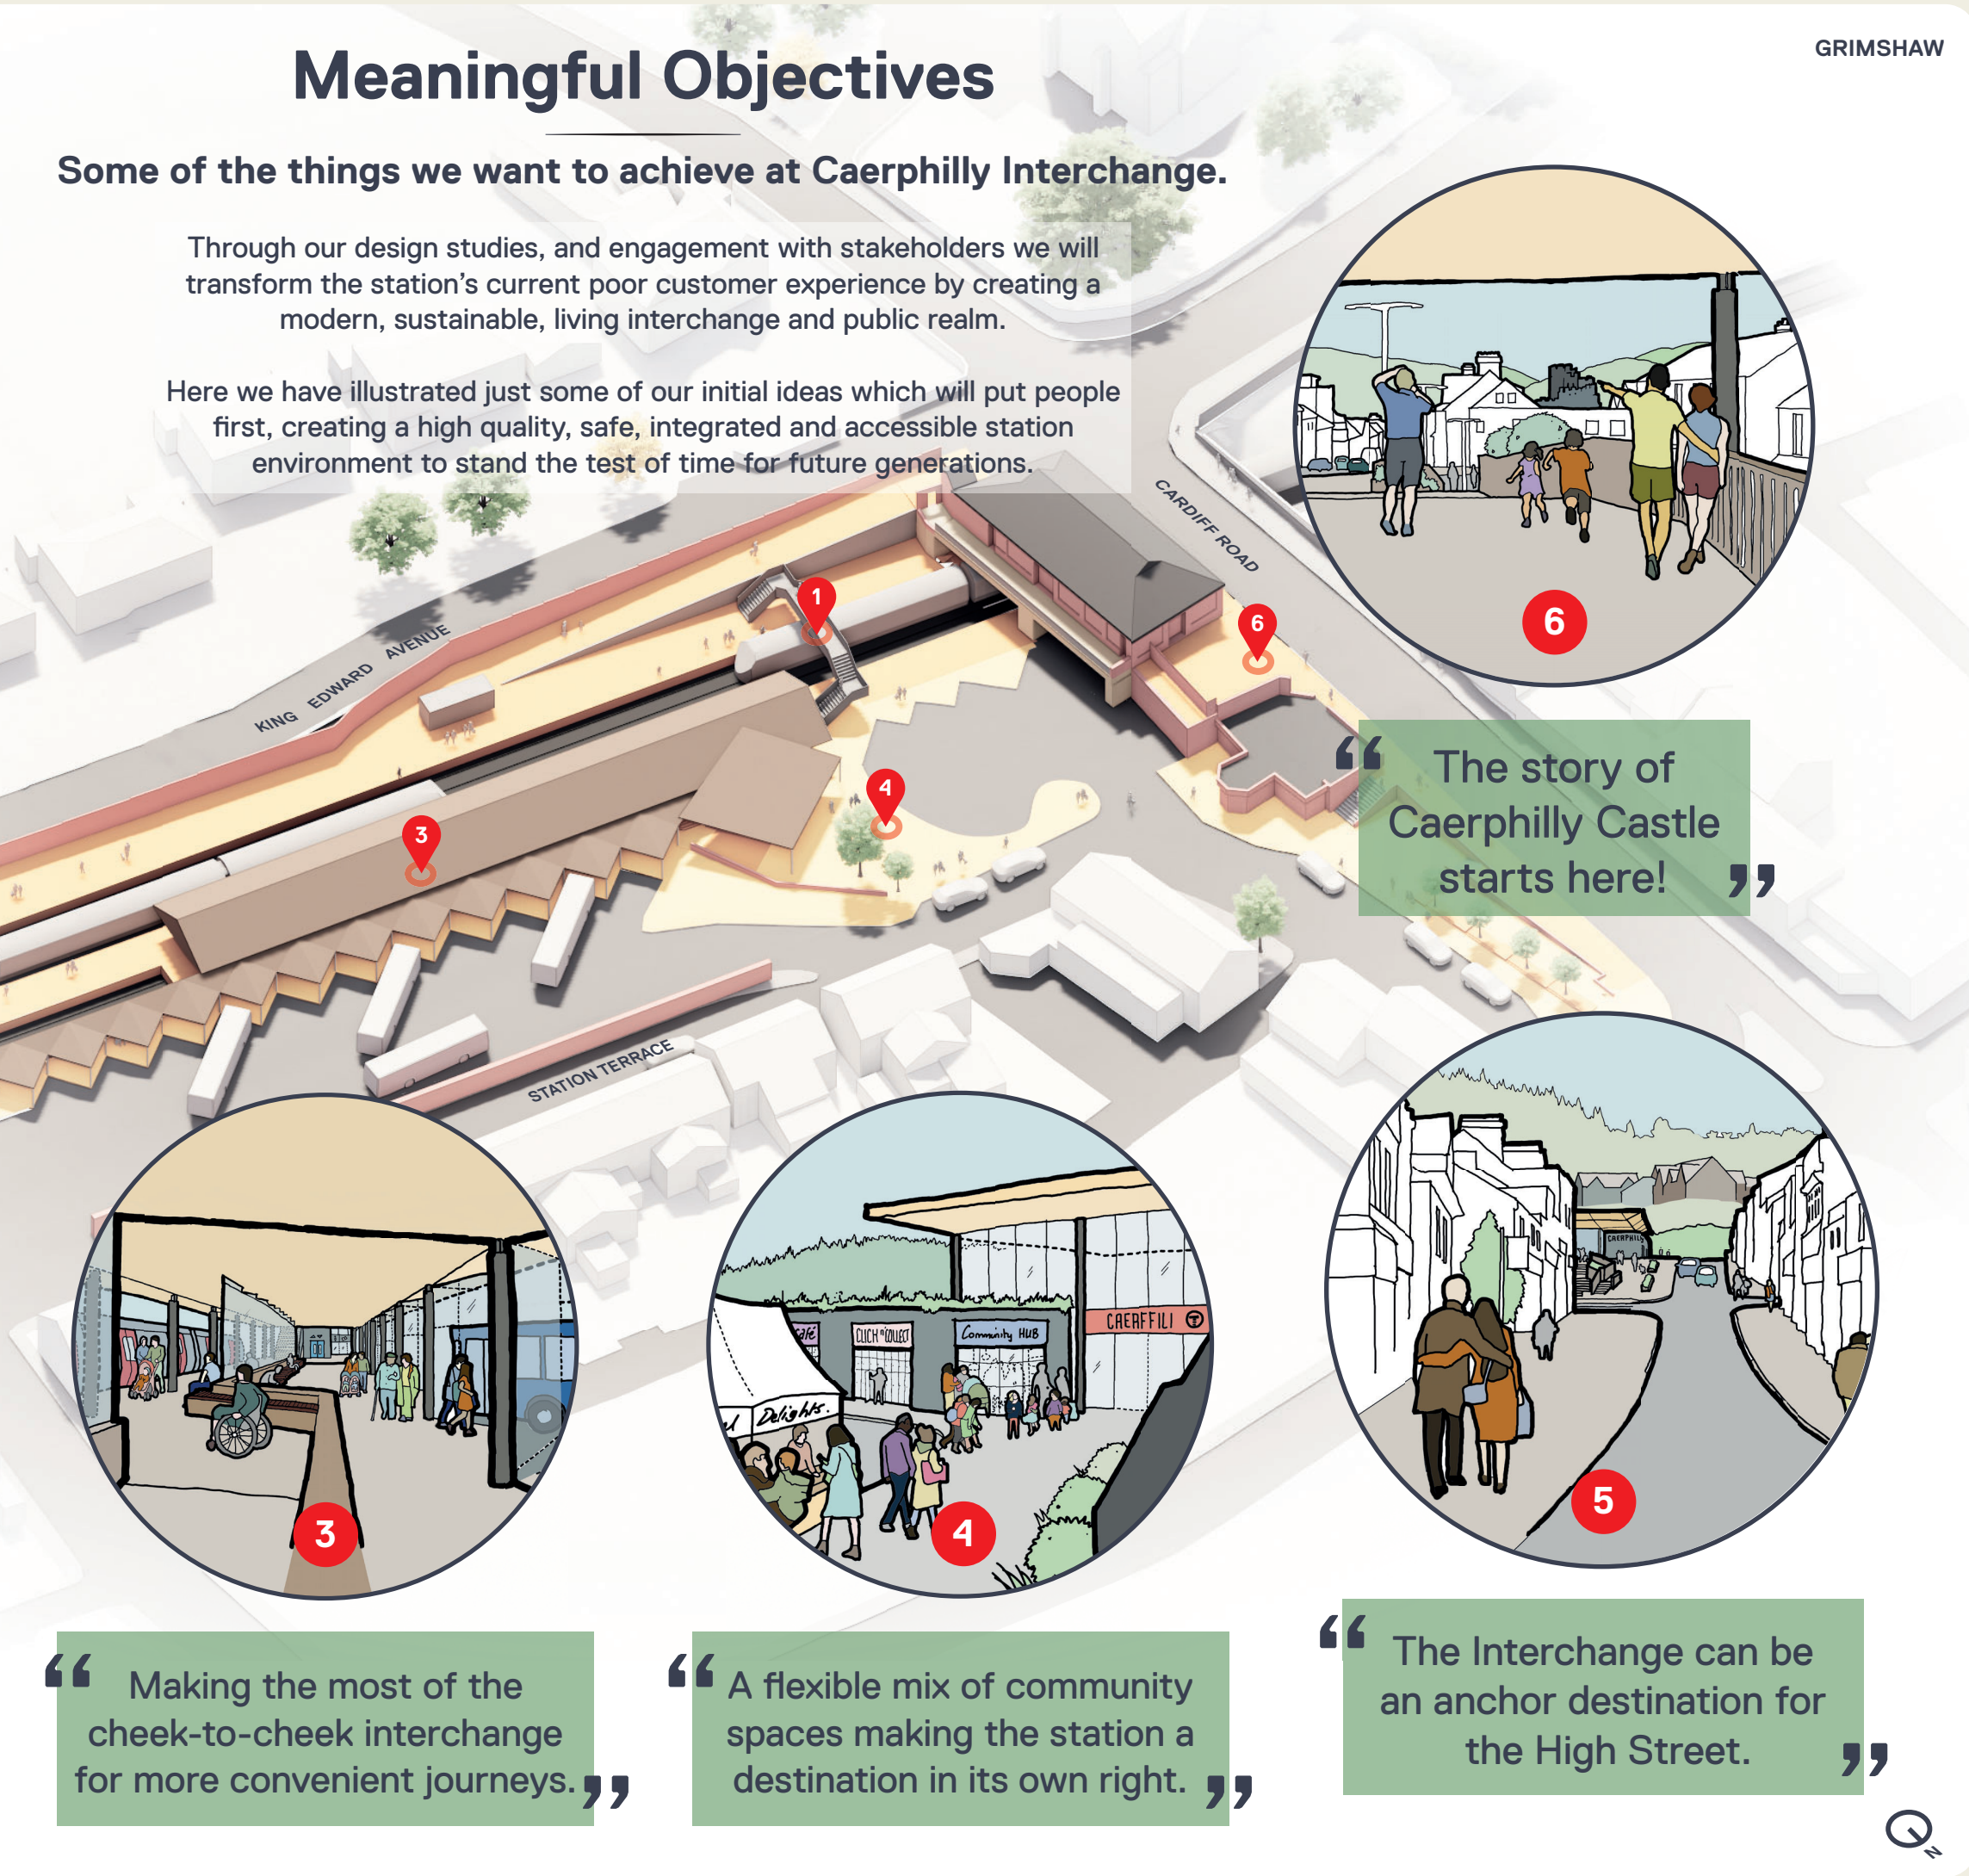 GRIMSHAW
Meaningful Objectives
Some of the things we want to achieve at Caerphilly Interchange.
Through our design studies, and engagement with stakeholders we will
transform the station's current poor customer experience by creating a
modern, sustainable, living interchange and public realm.
Here we have illustrated just some of our initial ideas which will put people
first, creating a high quality, safe, integrated and accessible station
environment to stand the test of time for future generations.
CARDIFF ROAD
KING EDWARD AVENUE
STATION TERRACE
1
6
4
3
6
“ The story of
Caerphilly Castle
starts here! ”
CLICH N COLLECT
Community HUB
CAERFFILI
Delights.
3
4
5
“ Making the most of the
cheek-to-cheek interchange
for more convenient journeys. ”
“ A flexible mix of community
spaces making the station a
destination in its own right. ”
“ The Interchange can be
an anchor destination for
the High Street. ”
N